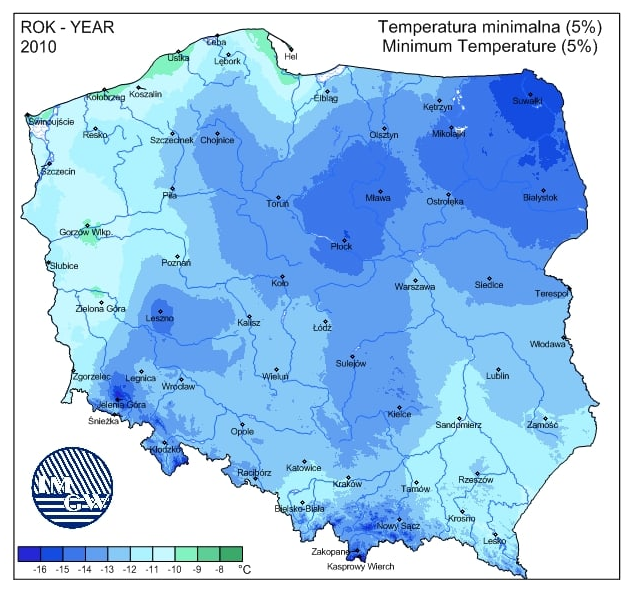 ROK - YEAR
2010
Temperatura minimalna (5%)
Minimum Temperature (5%)
Łeba
Ustka
Lębork
Hel
Kołobrzeg
Koszalin
Elbląg
Kętrzyn
Suwałki
Świnoujście
Resko
Szczecinek
Chojnice
Olsztyn
Mikołajki
Szczecin
Piła
Toruń
Mława
Ostrołęka
Białystok
Gorzów Wlkp.
Płock
Słubice
Poznań
Koło
Warszawa
Siedlce
Terespol
Zielona Góra
Leszno
Kalisz
Łódź
Włodawa
Zgorzelec
Legnica
Wrocław
Wieluń
Sulejów
Lublin
Jelenia Góra
Śnieżka
Kielce
Sandomierz
Zamość
Opole
Kłodzko
Racibórz
Katowice
Kraków
Tarnów
Rzeszów
Bielsko-Biała
Nowy Sącz
Krosno
Lesko
Zakopane
Kasprowy Wierch
IM
GW
-16 -15 -14 -13 -12 -11 -10 -9 -8 °C